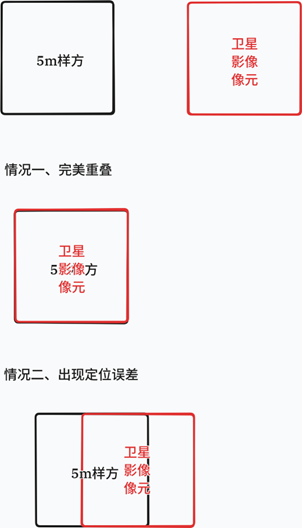 5m样方
卫星
影像
像元
情况一、完美重叠
卫星
5影像方
像元
情况二、出现定位误差
卫星
5m样方
影像
像元